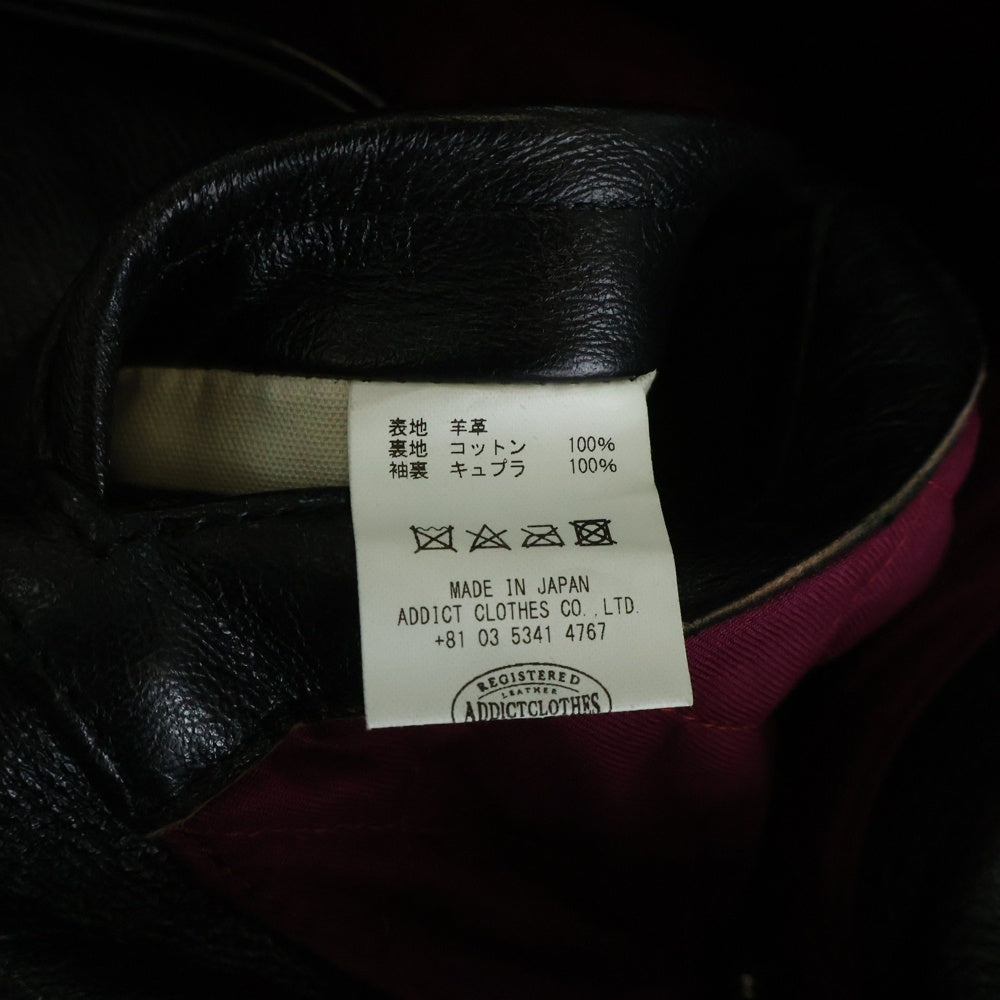 表地 羊革
裏地 コットン 100%
袖裏 キュプラ 100%
MADE IN JAPAN
ADDICT CLOTHES CO.,LTD.
+81 03 5341 4767
REGISTERED
LEATHER
ADDICTCLOTHES